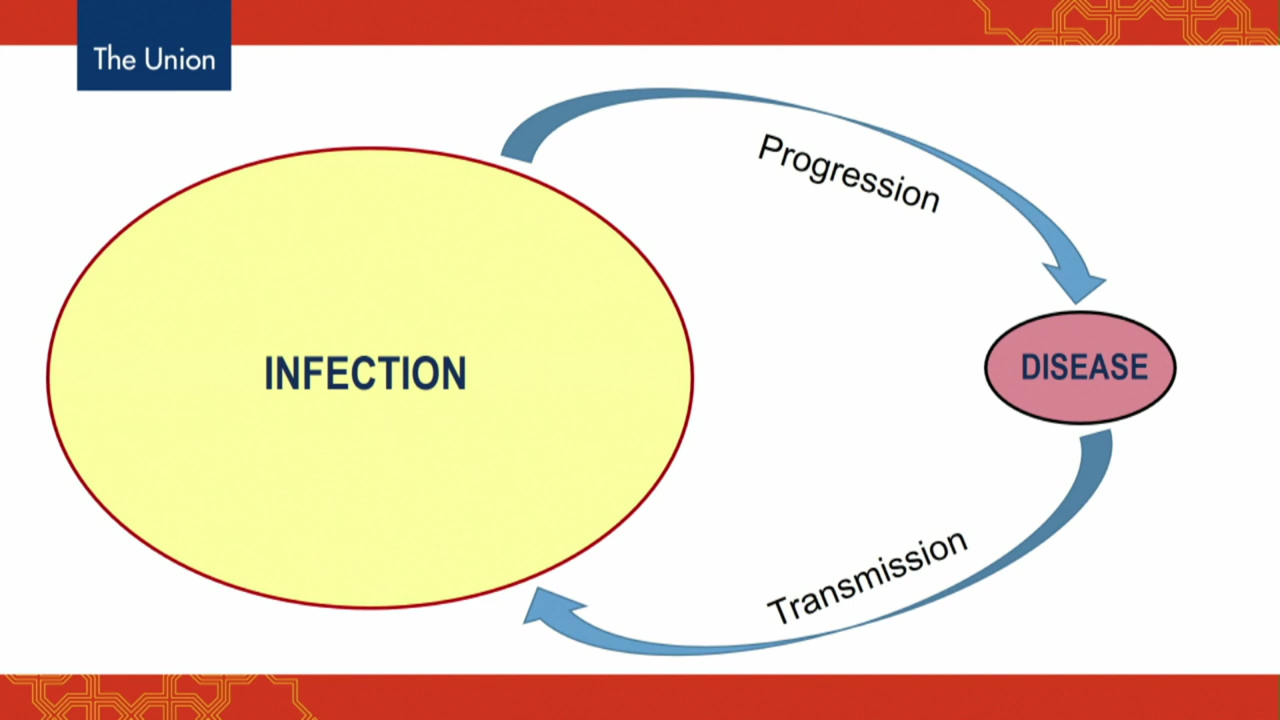 The Union
Progression
INFECTION
DISEASE
Transmission